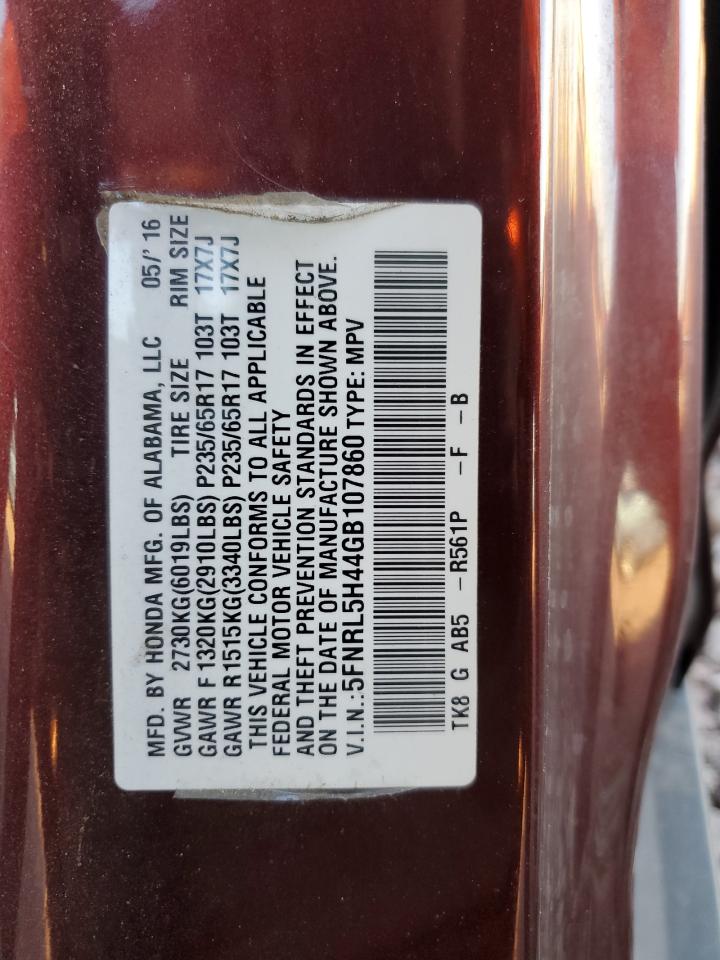 MFD. BY HONDA MFG. OF ALABAMA, LLC 05/' 16
GVWR 2730KG(6019LBS) TIRE SIZE RIM SIZE
GAWR F 1320KG(2910LBS) P235/65R17 103T 17X7J
GAWR R1515KG(3340LBS) P235/65R17 103T 17X7J
THIS VEHICLE CONFORMS TO ALL APPLICABLE
FEDERAL MOTOR VEHICLE SAFETY
AND THEFT PREVENTION STANDARDS IN EFFECT
ON THE DATE OF MANUFACTURE SHOWN ABOVE.
V.I.N.:5FNRL5H44GB107860 TYPE: MPV
TK8 G AB5 -R561P -F -B